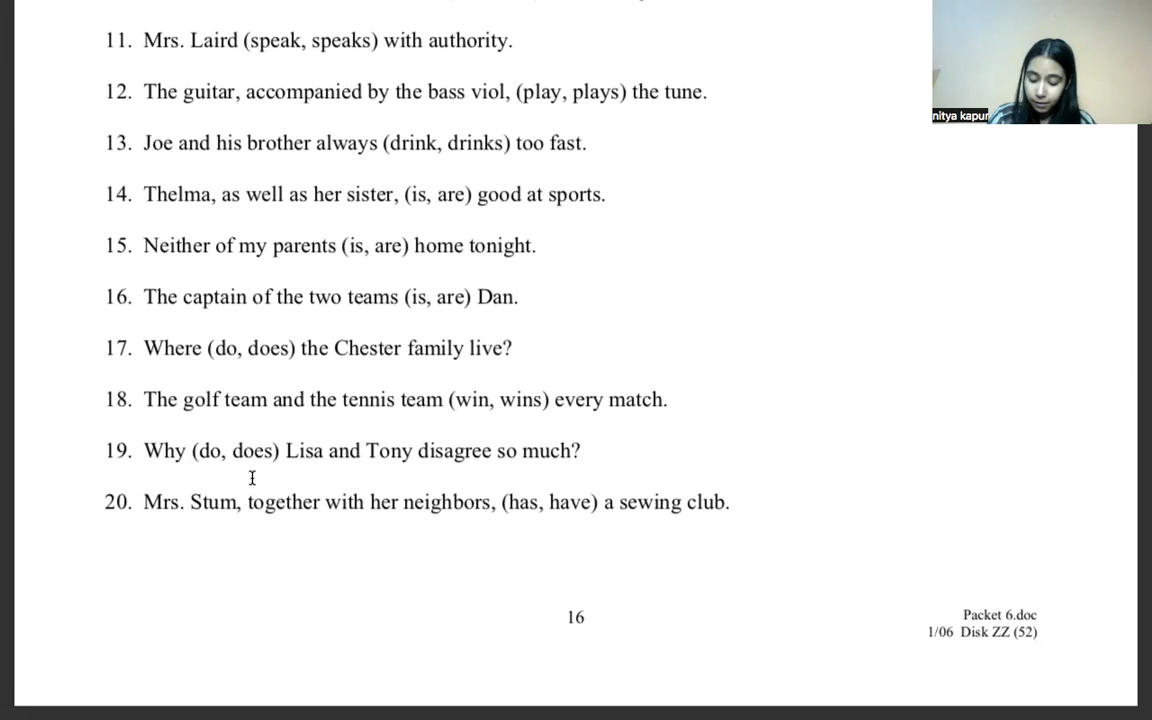 11. Mrs. Laird (speak, speaks) with authority.
nitya kapur
12. The guitar, accompanied by the bass viol, (play, plays) the tune.
13. Joe and his brother always (drink, drinks) too fast.
14. Thelma, as well as her sister, (is, are) good at sports.
15. Neither of my parents (is, are) home tonight.
16. The captain of the two teams (is, are) Dan.
17. Where (do, does) the Chester family live?
18. The golf team and the tennis team (win, wins) every match.
19. Why (do, does) Lisa and Tony disagree so much?
20. Mrs. Stum, together with her neighbors, (has, have) a sewing club.
16
Packet 6.doc
1/06 Disk ZZ (52)